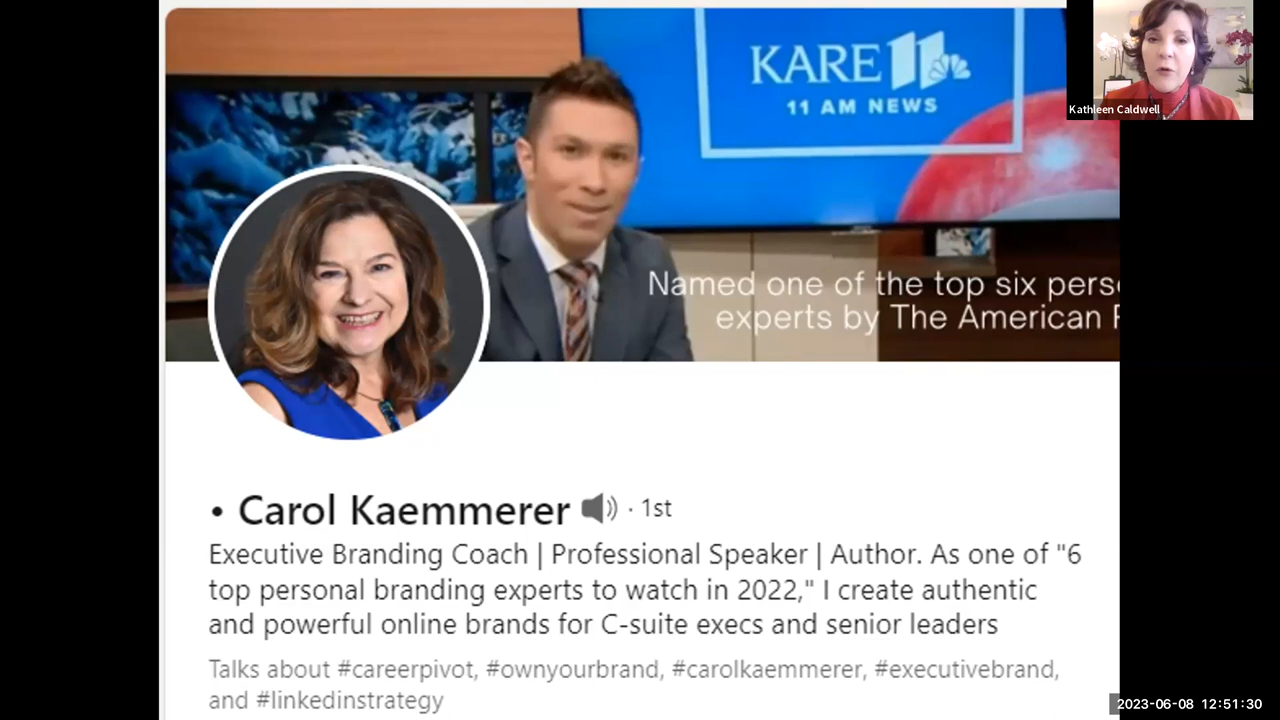 KARE 11
11 AM NEWS
Kathleen Caldwell
Named one of the top six pers
experts by The American
• Carol Kaemmerer · 1st
Executive Branding Coach | Professional Speaker | Author. As one of "6
top personal branding experts to watch in 2022," I create authentic
and powerful online brands for C-suite execs and senior leaders
Talks about #careerpivot, #ownyourbrand, #carolkaemmerer, #executivebrand,
and #linkedinstrategy
2023-06-08 12:51:30